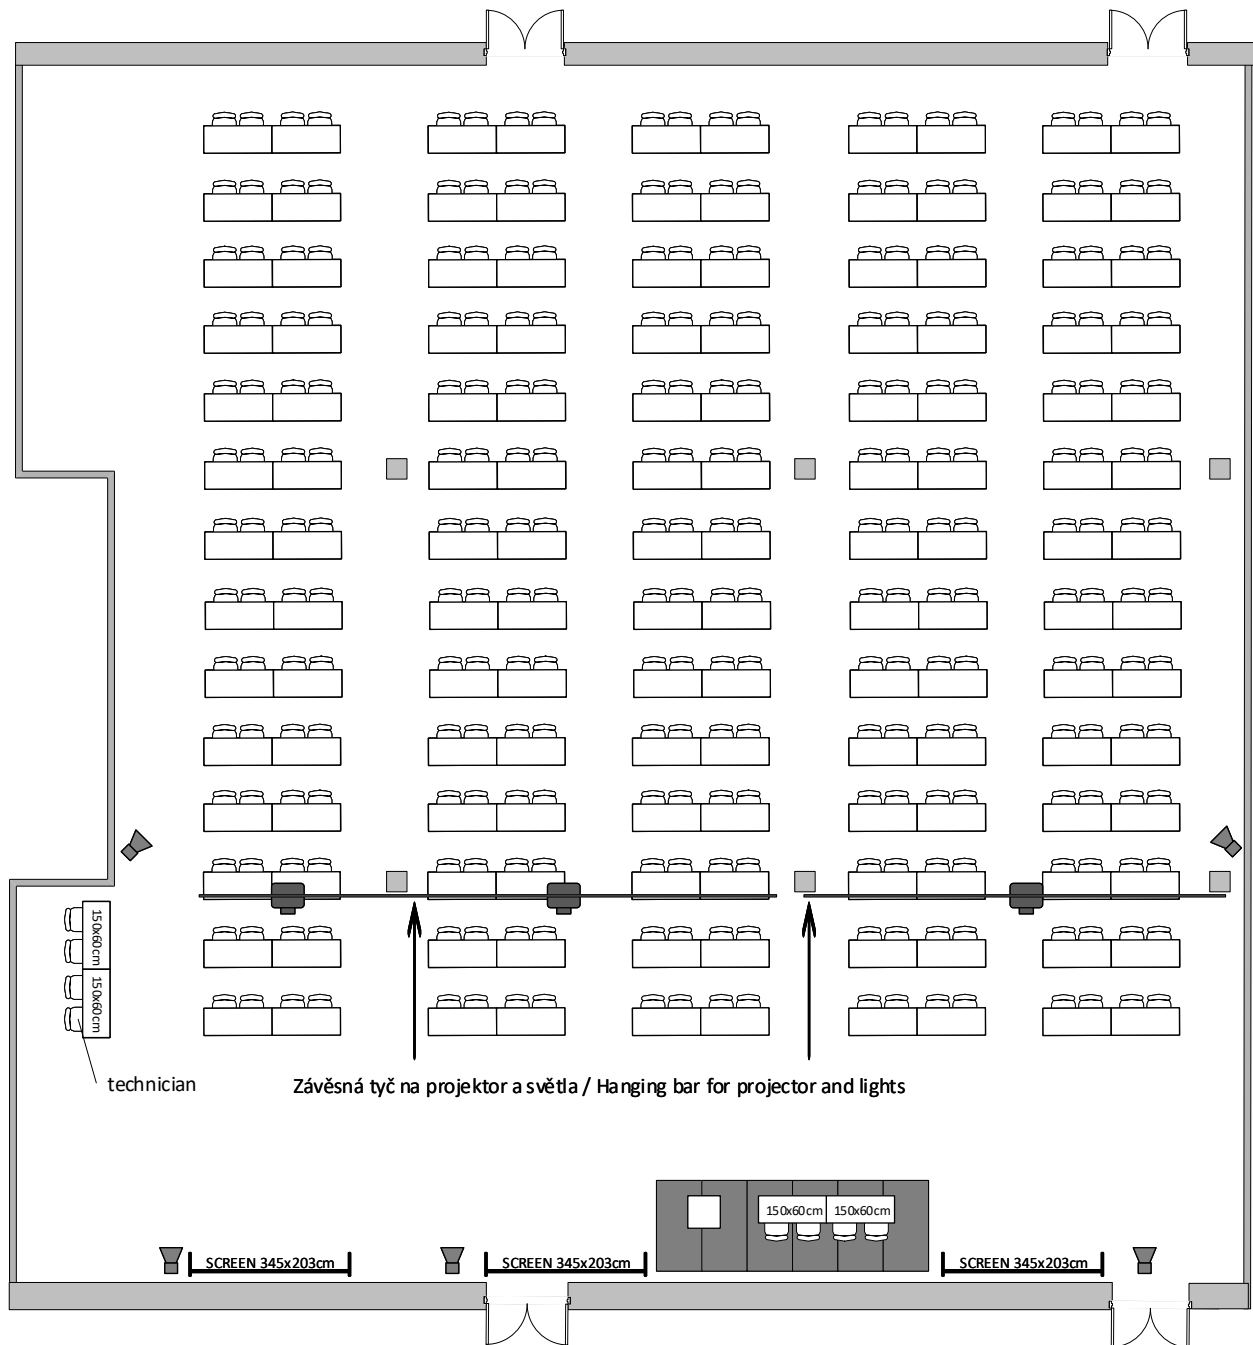 150x60cm
150x60cm
technician
Závěsná tyč na projektor a světla / Hanging bar for projector and lights
150x60cm 150x60cm
SCREEN 345x203cm SCREEN 345x203cm SCREEN 345x203cm